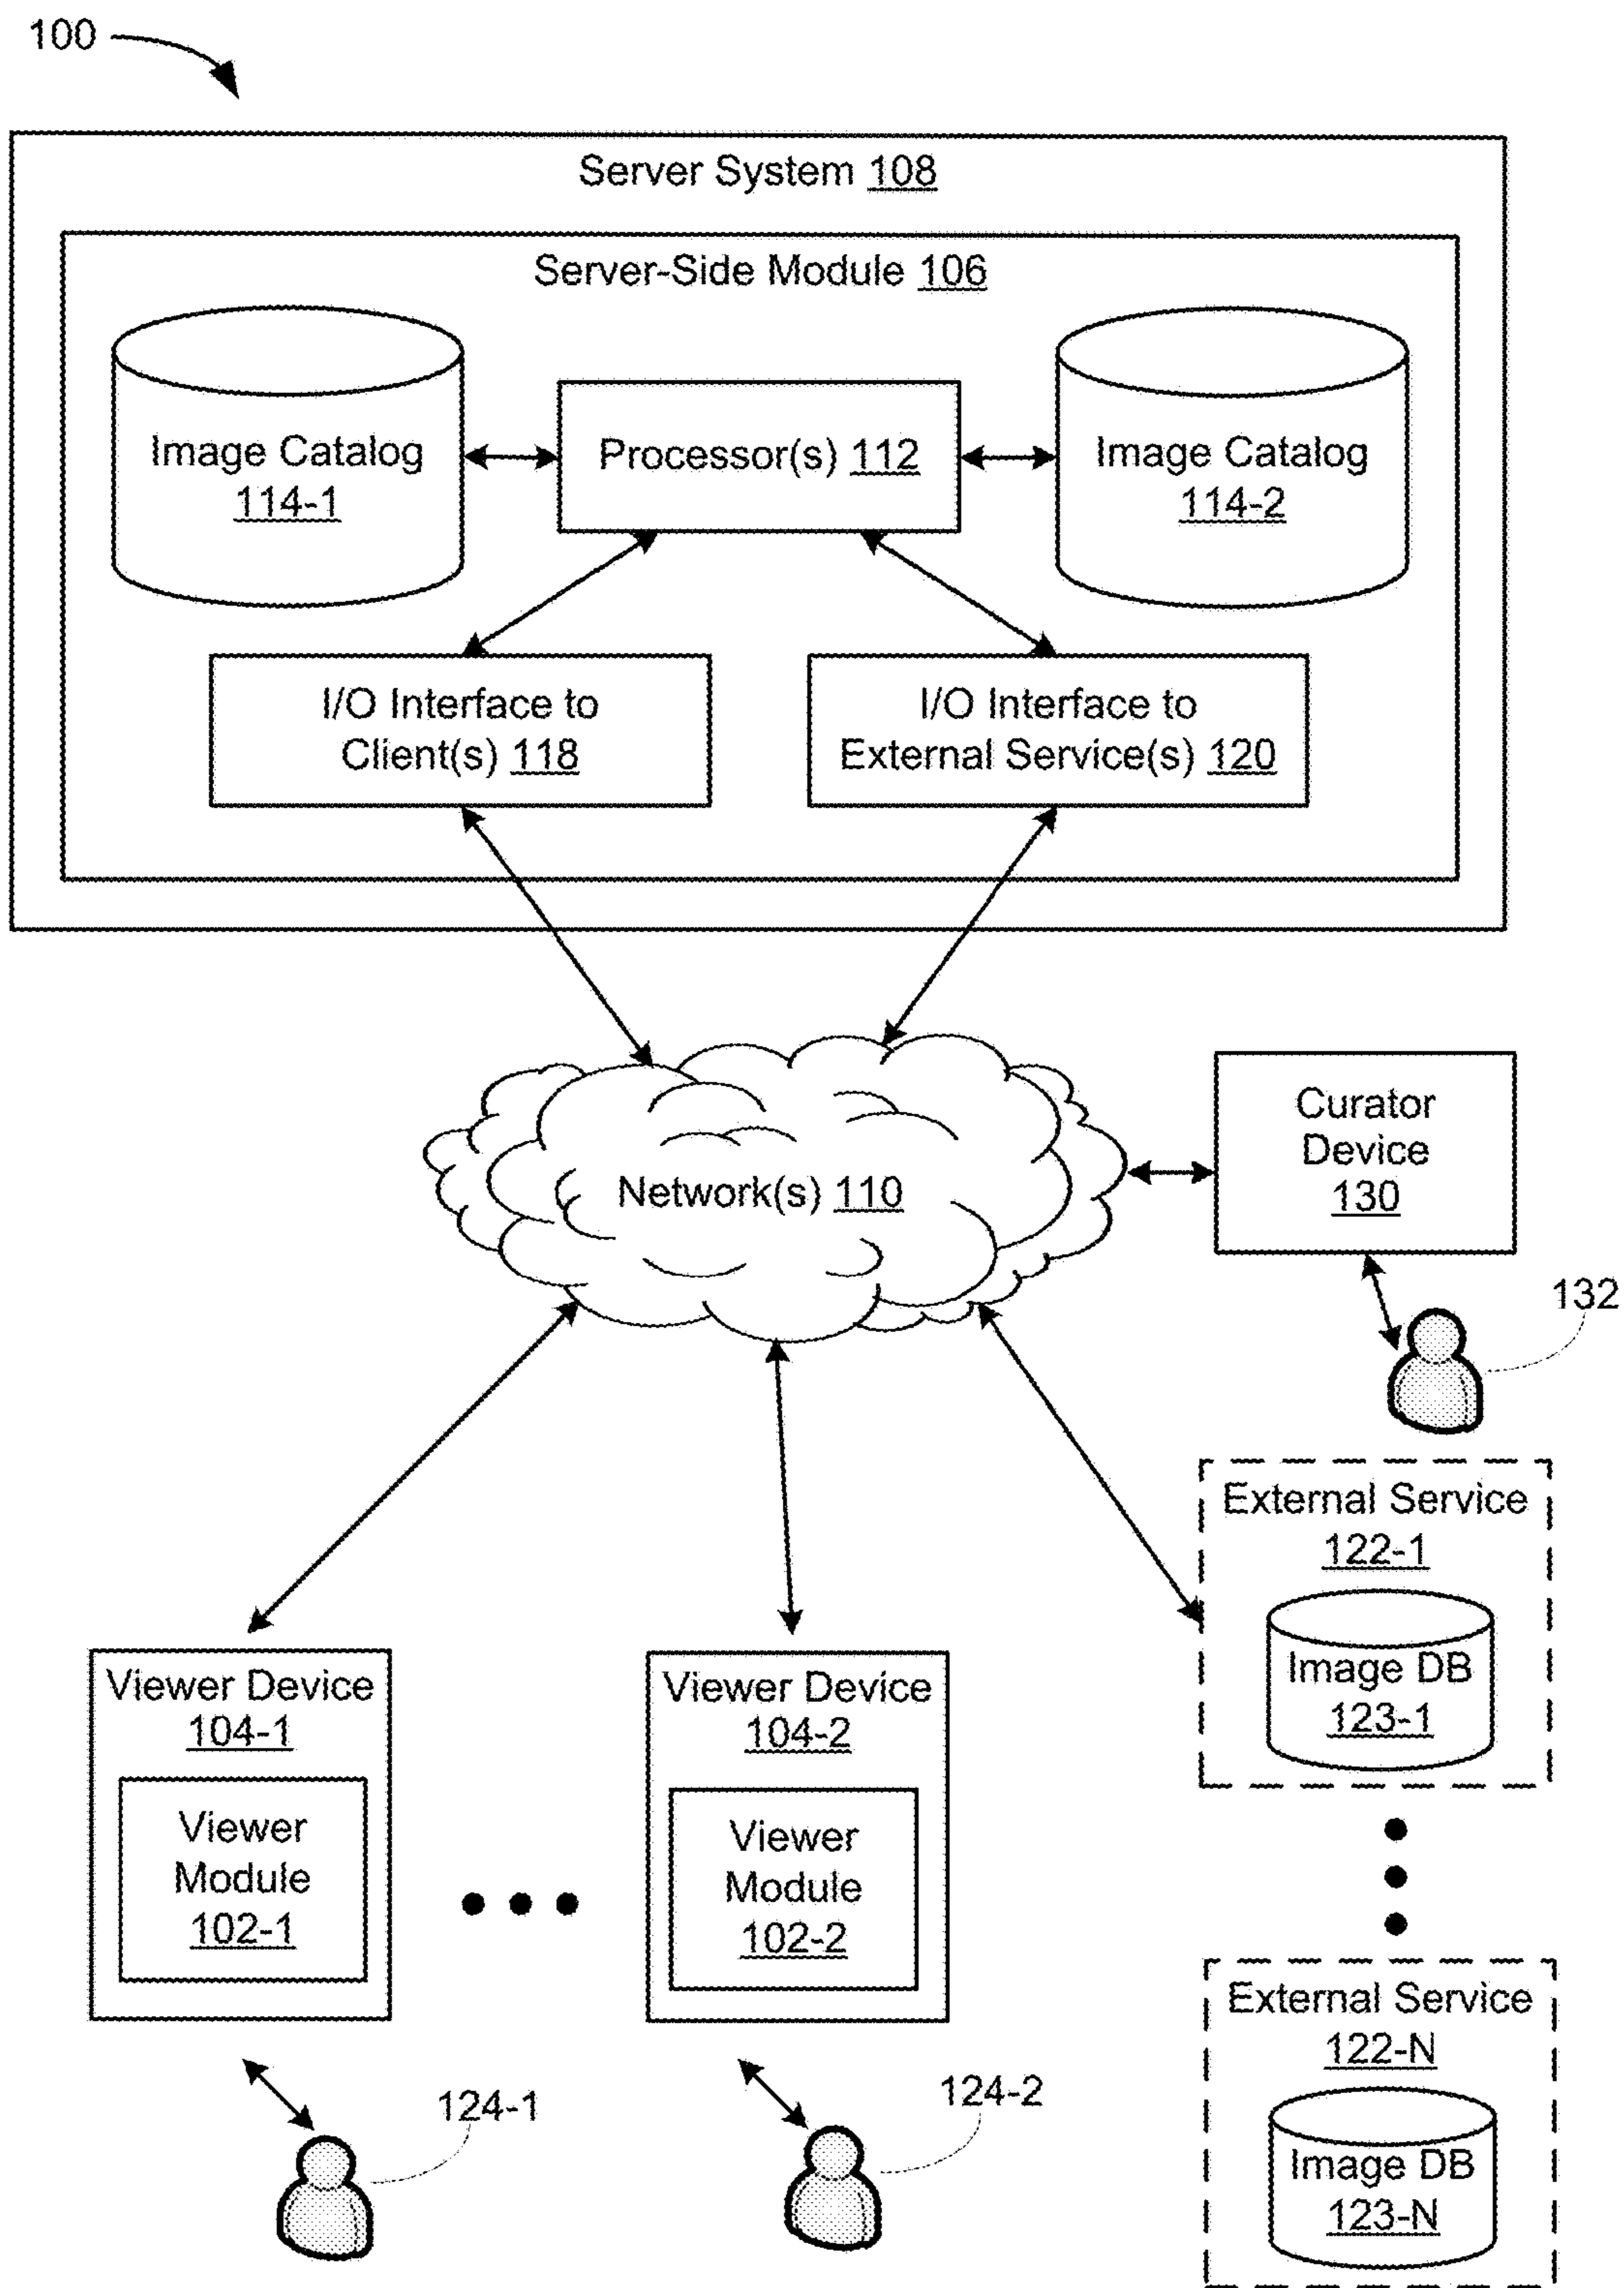 100
Server System 108
Server-Side Module 106
Image Catalog
114-1
Processor(s) 112
Image Catalog
114-2
I/O Interface to
Client(s) 118
I/O Interface to
External Service(s) 120
Network(s) 110
Curator
Device
130
132
External Service
122-1
Image DB
123-1
Viewer Device
104-1
Viewer
Module
102-1
Viewer Device
104-2
Viewer
Module
102-2
External Service
122-N
Image DB
123-N
124-1
124-2